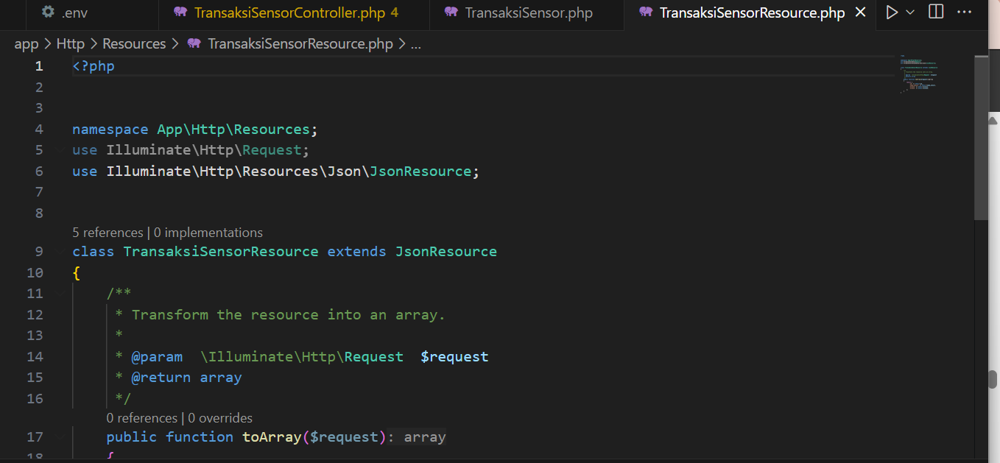 .env TransaksiSensorController.php 4 TransaksiSensor.php TransaksiSensorResource.php
app > Http > Resources > TransaksiSensorResource.php > ...
1 <?php
2
3
4 namespace App\Http\Resources;
5 use Illuminate\Http\Request;
6 use Illuminate\Http\Resources\Json\JsonResource;
7
8
5 references | 0 implementations
9 class TransaksiSensorResource extends JsonResource
10 {
11 /**
12 * Transform the resource into an array.
13 *
14 * @param  \Illuminate\Http\Request  $request
15 * @return array
16 */
0 references | 0 overrides
17 public function toArray($request): array
18 {